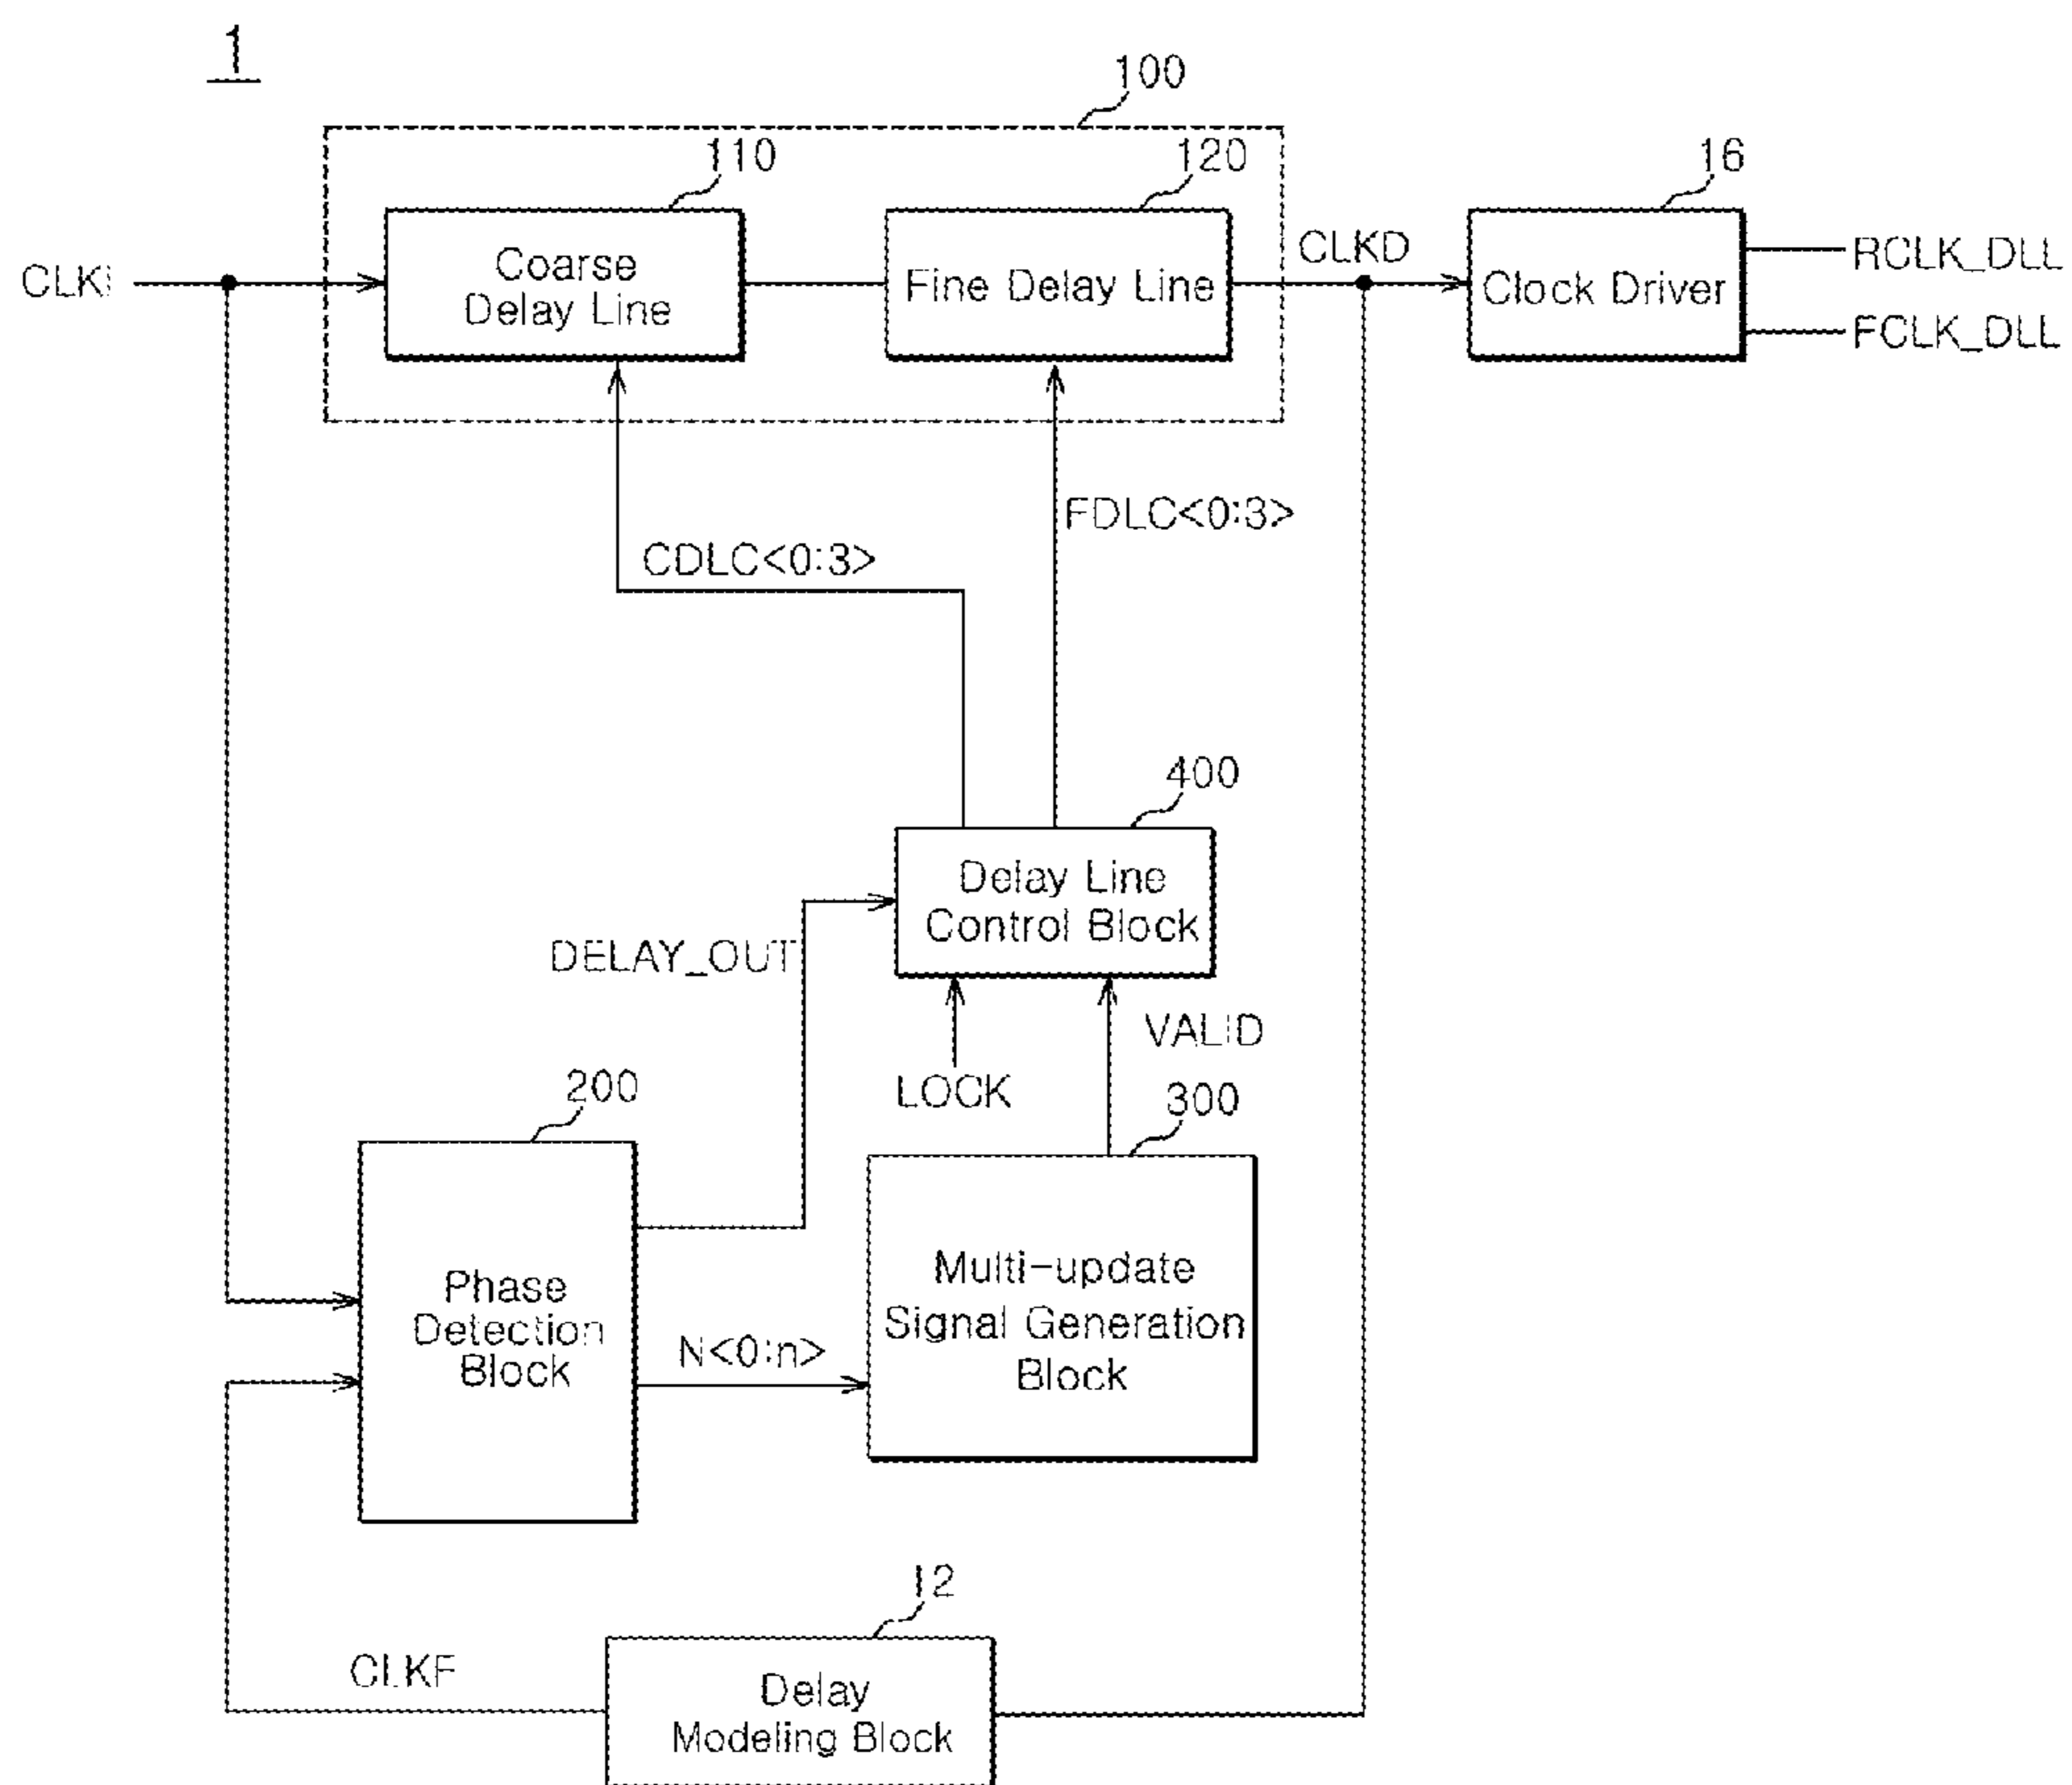 1
100
110
120
16
CLKi
Coarse
Delay Line
Fine Delay Line
CLKD
Clock Driver
RCLK_DLL
FCLK_DLL
FDLC<0:3>
CDLC<0:3>
400
Delay Line
Control Block
DELAY_OUT
VALID
LOCK
200
300
Phase
Detection
Block
N<0:n>
Multi-update
Signal Generation
Block
12
CLKF
Delay
Modeling Block